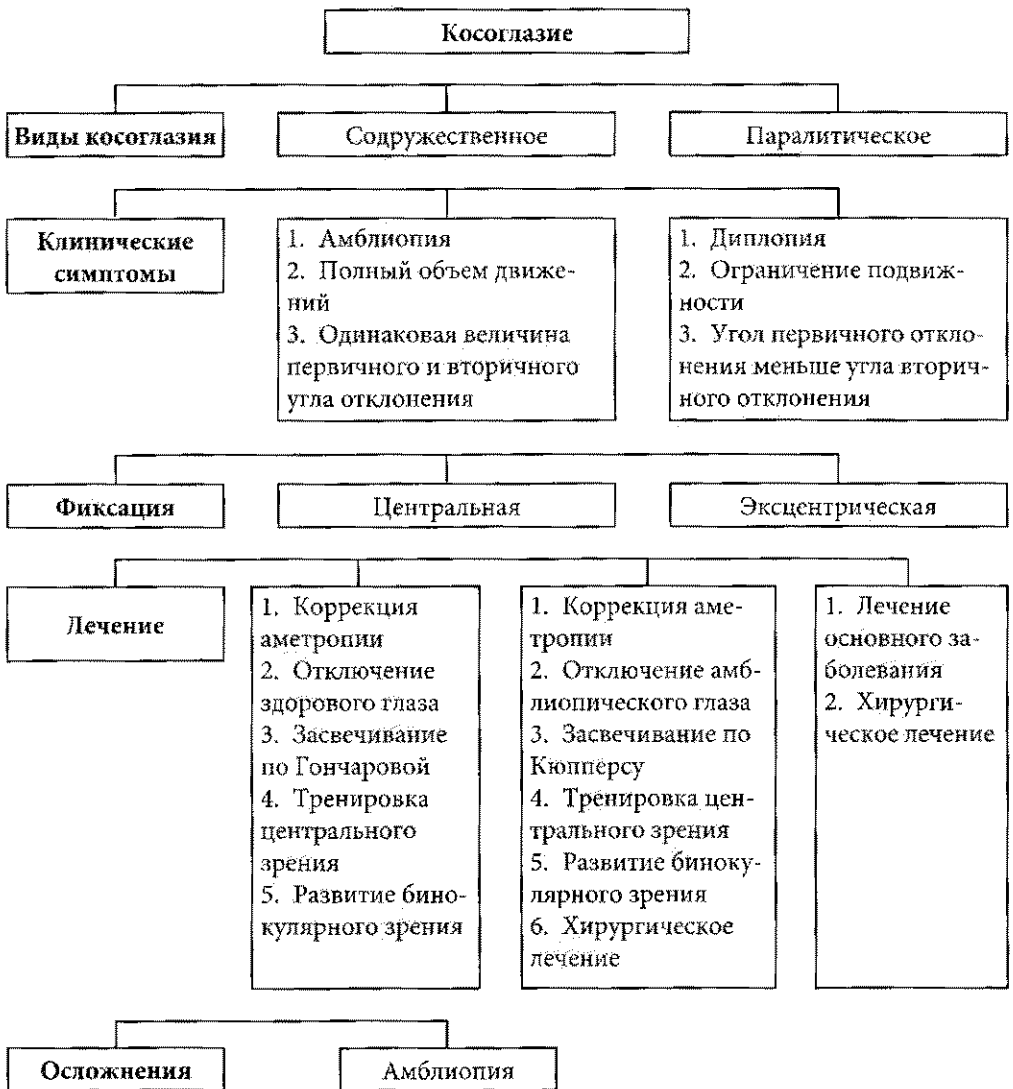 Косоглазие
Виды косоглазия
Содружественное
Паралитическое
Клинические
симптомы
1. Амблиопия
2. Полный объем движе-
ний
3. Одинаковая величина
первичного и вторичного
угла отклонения
1. Диплопия
2. Ограничение подвиж-
ности
3. Угол первичного откло-
нения меньше угла вторич-
ного отклонения
Фиксация
Центральная
Эксцентрическая
Лечение
1. Коррекция
аметропии
2. Отключение
здорового глаза
3. Засвечивание
по Гончаровой
4. Тренировка
центрального
зрения
5. Развитие бино-
кулярного зрения
1. Коррекция аме-
тропии
2. Отключение амб-
лиопического глаза
3. Засвечивание по
Кюпперсу
4. Тренировка цен-
трального зрения
5. Развитие биноку-
лярного зрения
6. Хирургическое
лечение
1. Лечение
основного за-
болевания
2. Хирурги-
ческое лечение
Осложнения
Амблиопия